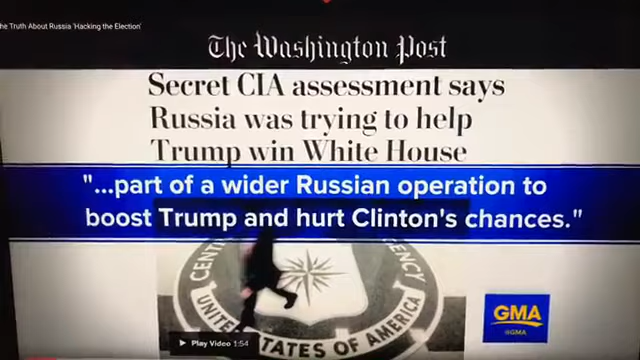 he Truth About Russia 'Hacking the Election'
The Washington Post
Secret CIA assessment says
Russia was trying to help
Trump win White House
"...part of a wider Russian operation to
boost Trump and hurt Clinton's chances."
CENT
ENCY
UNITED STATES OF AMERICA
Play Video 1:54
GMA
@GMA